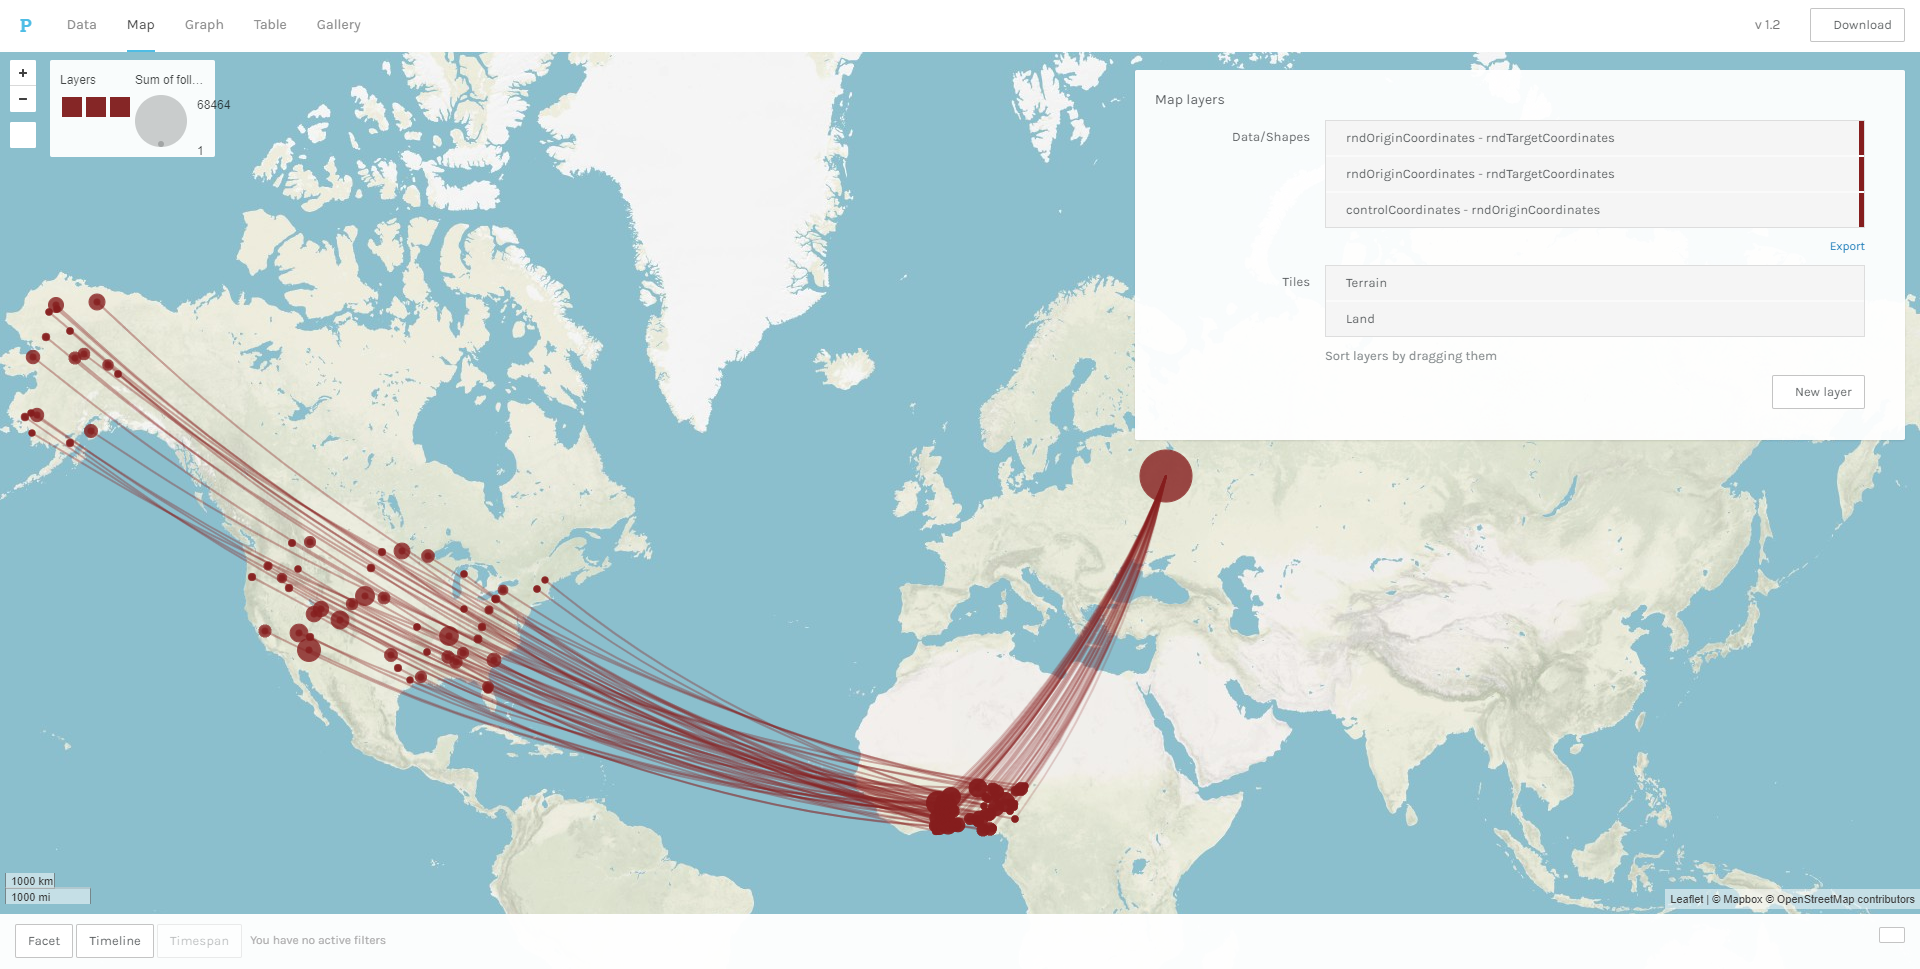 P Data Map Graph Table Gallery v 1.2 Download
+
−
Layers Sum of foll...
68464
1
Map layers
Data/Shapes rndOriginCoordinates - rndTargetCoordinates
rndOriginCoordinates - rndTargetCoordinates
controlCoordinates - rndOriginCoordinates
Export
Tiles Terrain
Land
Sort layers by dragging them
New layer
1000 km
1000 mi
Leaflet | © Mapbox © OpenStreetMap contributors
Facet Timeline Timespan You have no active filters